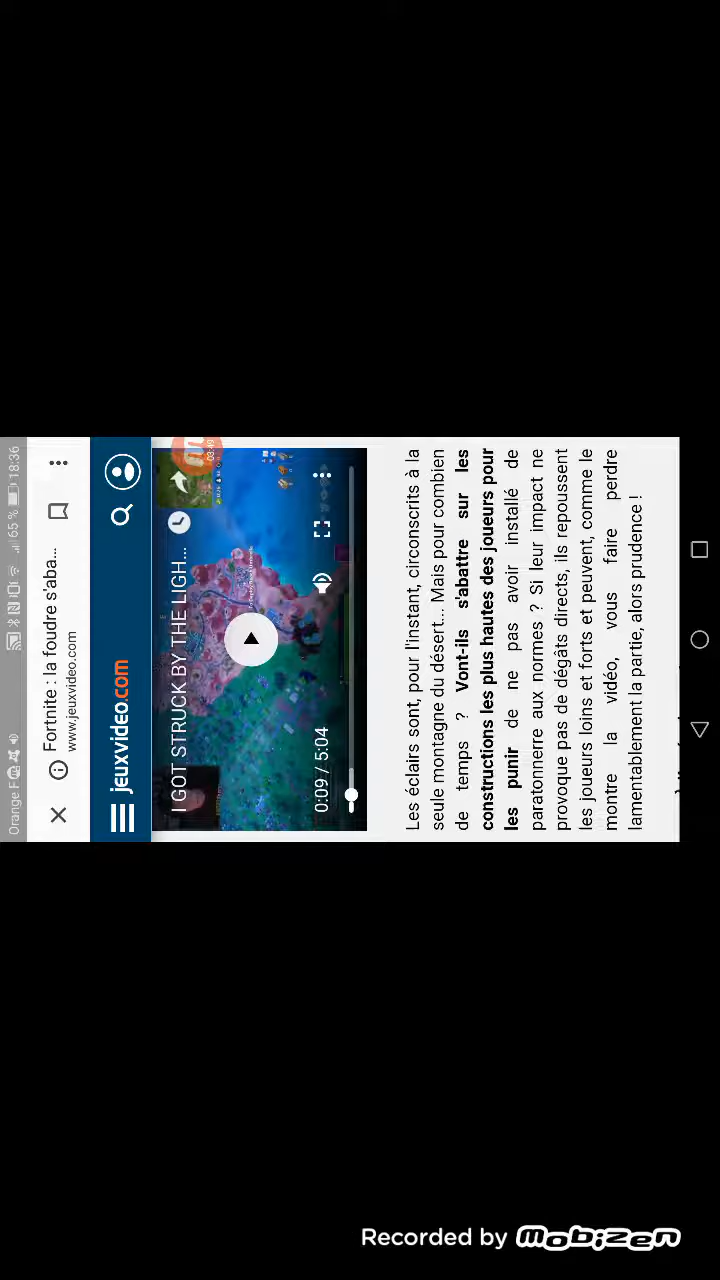 Orange F
65 %
18:36
Fortnite : la foudre s'aba...
www.jeuxvideo.com
jeuxvideo.com
I GOT STRUCK BY THE LIGH...
03:49
0:09 / 5:04
Les éclairs sont, pour l'instant, circonscrits à la
seule montagne du désert... Mais pour combien
de temps ? Vont-ils s'abattre sur les
constructions les plus hautes des joueurs pour
les punir de ne pas avoir installé de
paratonnerre aux normes ? Si leur impact ne
provoque pas de dégâts directs, ils repoussent
les joueurs loins et forts et peuvent, comme le
montre la vidéo, vous faire perdre
lamentablement la partie, alors prudence !
Recorded by mobizen